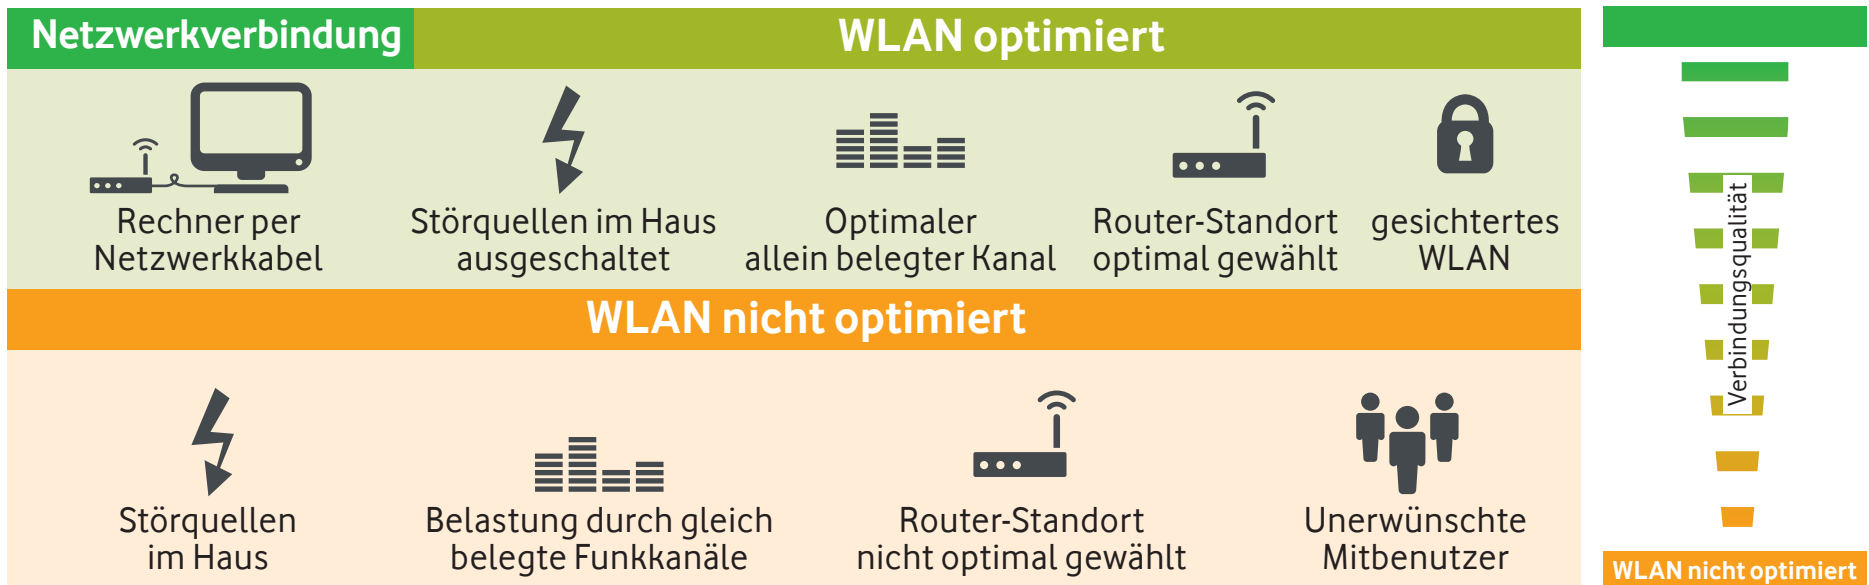 Netzwerkverbindung
WLAN optimiert
Rechner per
Netzwerkkabel
Störquellen im Haus
ausgeschaltet
Optimaler
allein belegter Kanal
Router-Standort
optimal gewählt
gesichtertes
WLAN
WLAN nicht optimiert
Störquellen
im Haus
Belastung durch gleich
belegte Funkkanäle
Router-Standort
nicht optimal gewählt
Unerwünschte
Mitbenutzer
Verbindungsqualität
WLAN nicht optimiert